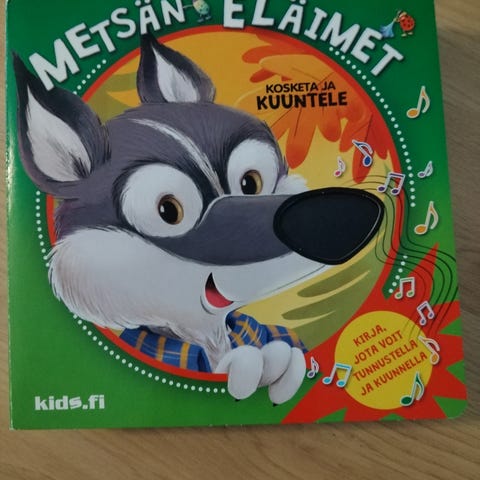 METSÄN ELÄIMET
KOSKETA JA
KUUNTELE
KIRJA,
JOTA VOIT
TUNNUSTELLA
JA KUUNNELLA
kids.fi